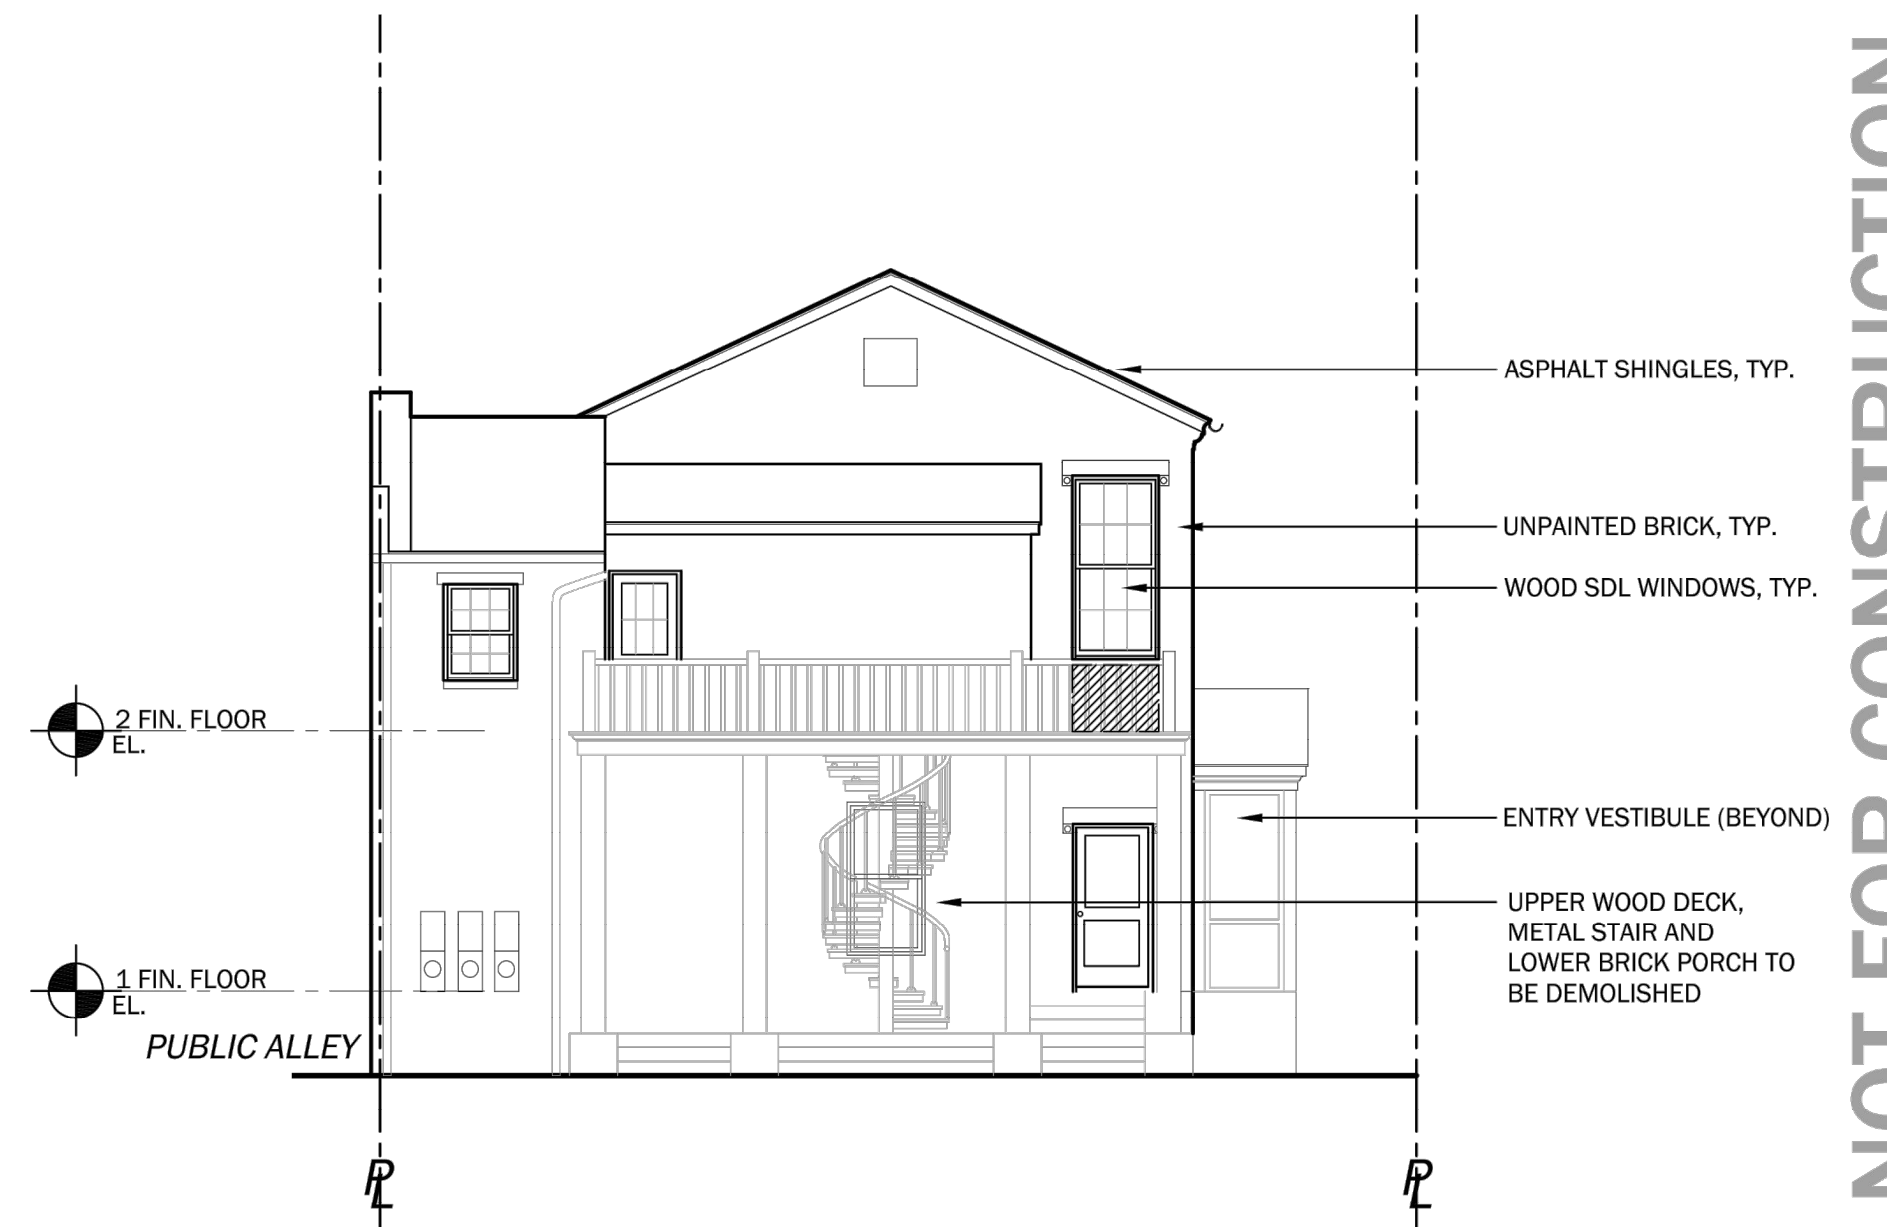 ASPHALT SHINGLES, TYP.
UNPAINTED BRICK, TYP.
WOOD SDL WINDOWS, TYP.
2 FIN. FLOOR
EL.
ENTRY VESTIBULE (BEYOND)
UPPER WOOD DECK,
METAL STAIR AND
LOWER BRICK PORCH TO
BE DEMOLISHED
1 FIN. FLOOR
EL.
PUBLIC ALLEY
PL
PL
NOT FOR CONSTRUCTION